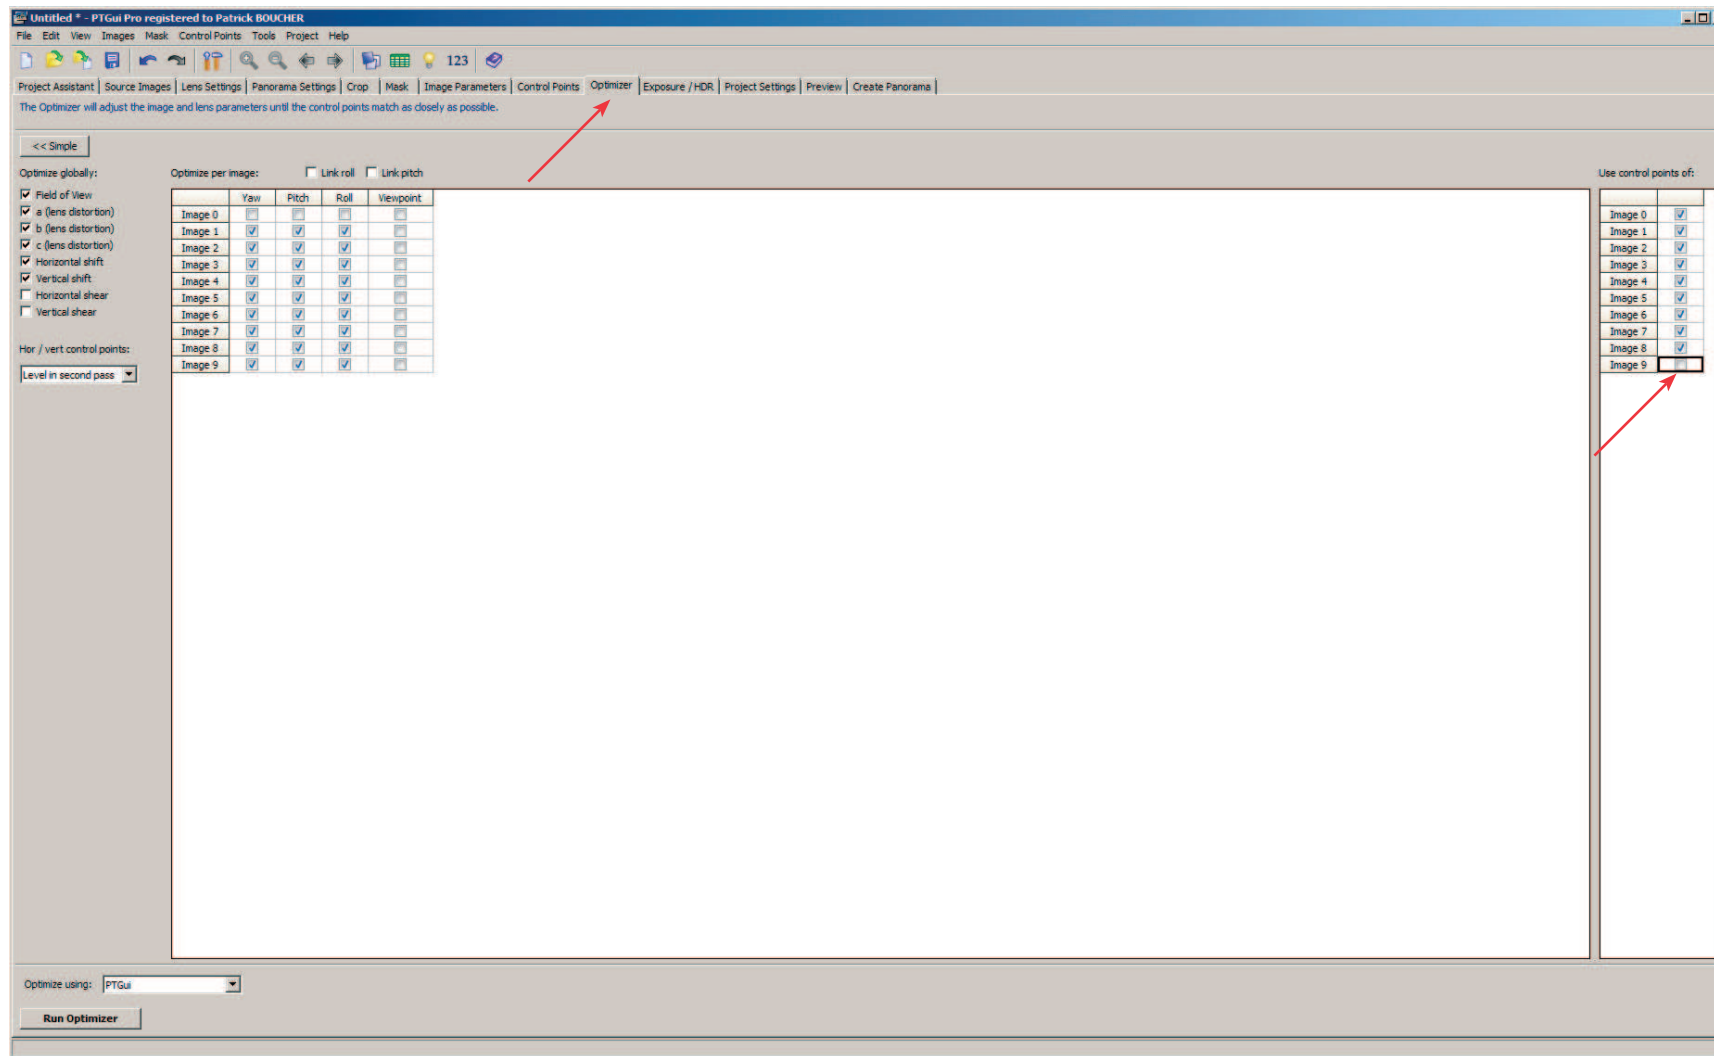 Untitled * - PTGui Pro registered to Patrick BOUCHER
File Edit View Images Mask Control Points Tools Project Help
123
Project Assistant Source Images Lens Settings Panorama Settings Crop Mask Image Parameters Control Points Optimizer Exposure / HDR Project Settings Preview Create Panorama
The Optimizer will adjust the image and lens parameters until the control points match as closely as possible.
<< Simple
Optimize globally: Optimize per image: Link roll Link pitch Use control points of:
Field of View
a (lens distortion)
b (lens distortion)
c (lens distortion)
Horizontal shift
Vertical shift
Horizontal shear
Vertical shear
Hor / vert control points:
Level in second pass
Yaw Pitch Roll Viewpoint
Image 0
Image 1
Image 2
Image 3
Image 4
Image 5
Image 6
Image 7
Image 8
Image 9
Image 0
Image 1
Image 2
Image 3
Image 4
Image 5
Image 6
Image 7
Image 8
Image 9
Optimize using: PTGui
Run Optimizer